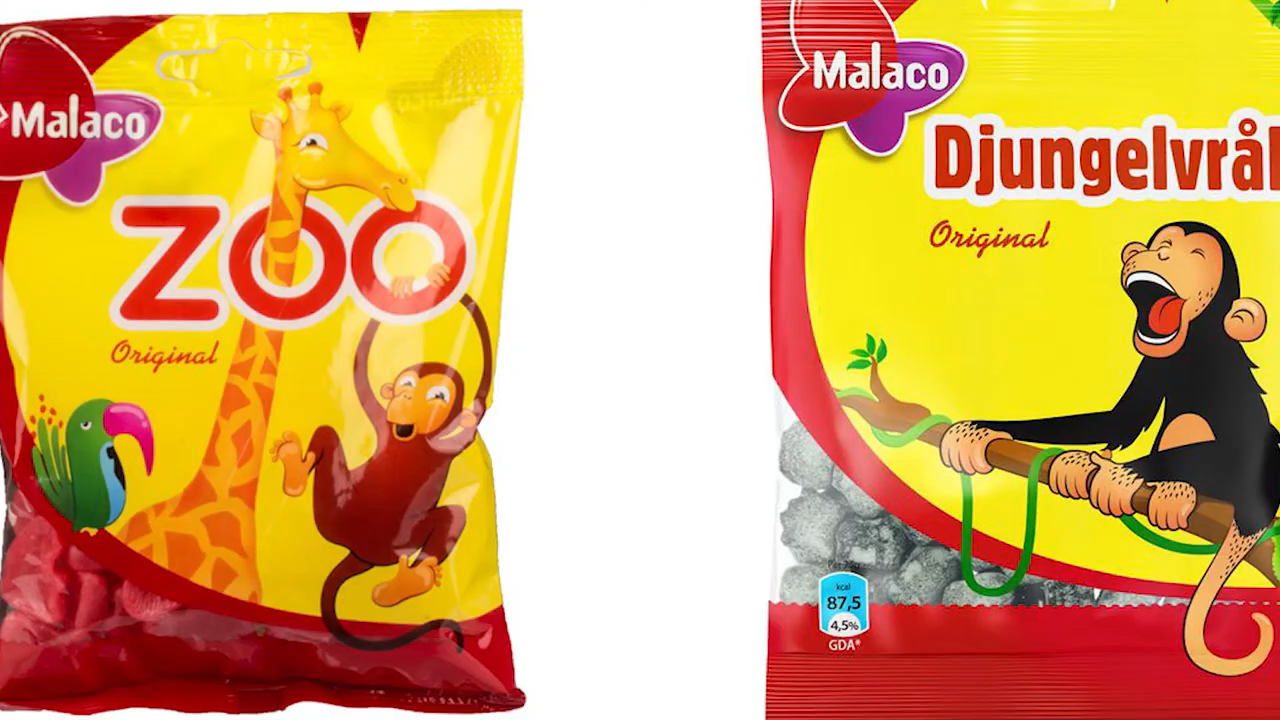 Malaco
ZOO
Original
Malaco
Djungelvrål
Original
kcal
87,5
4,5%
GDA*